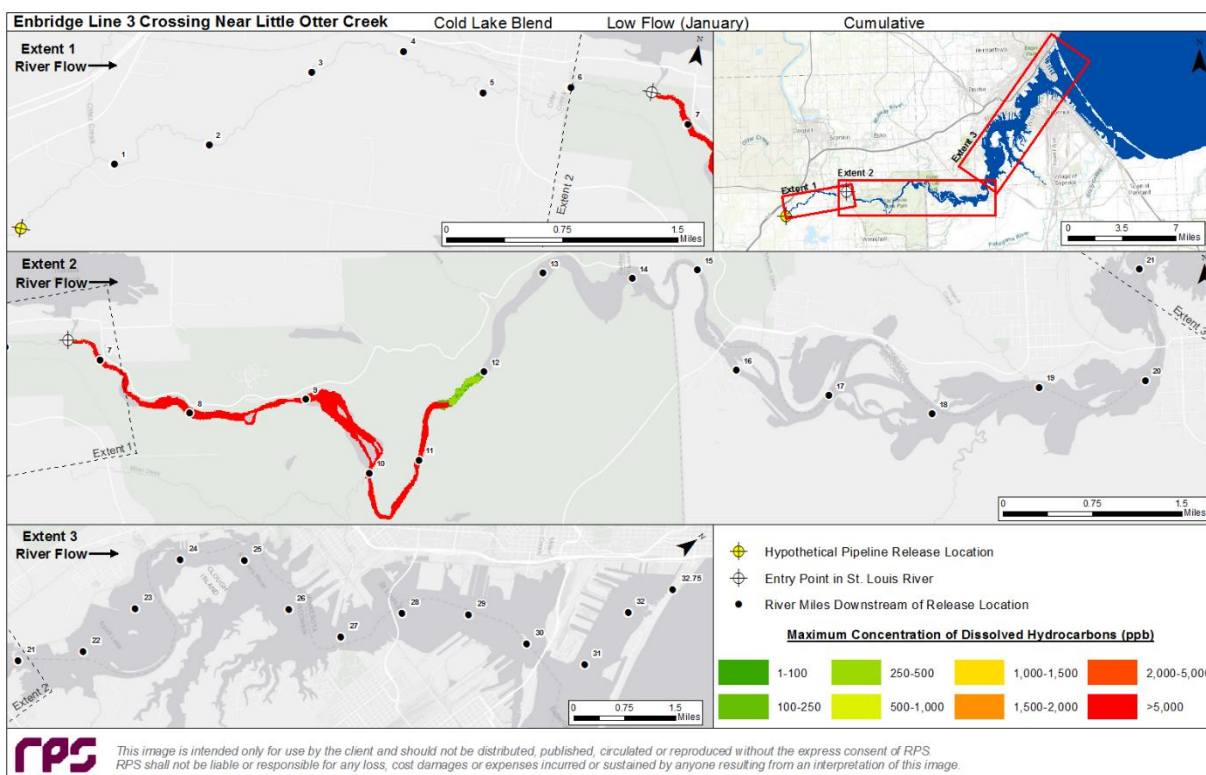 Enbridge Line 3 Crossing Near Little Otter Creek Cold Lake Blend Low Flow (January) Cumulative
Extent 1
River Flow
N
1
2
3
4
5
6
7
Extent 2
0 0.75 1.5
Miles
N
Extent 1
Extent 2
Extent 3
0 3.5 7
Miles
Extent 2
River Flow
7
8
9
10
11
12
13
14
15
16
17
18
19
20
21
Extent 1
Extent 3
N
0 0.75 1.5
Miles
Extent 3
River Flow
N
21
22
23
24
25
26
27
28
29
30
31
32
32.75
Extent 2
0 0.75 1.5
Miles
Hypothetical Pipeline Release Location
Entry Point in St. Louis River
River Miles Downstream of Release Location
Maximum Concentration of Dissolved Hydrocarbons (ppb)
1-100 250-500 1,000-1,500 2,000-5,000
100-250 500-1,000 1,500-2,000 >5,000
rps
This image is intended only for use by the client and should not be distributed, published, circulated or reproduced without the express consent of RPS.
RPS shall not be liable or responsible for any loss, cost damages or expenses incurred or sustained by anyone resulting from an interpretation of this image.